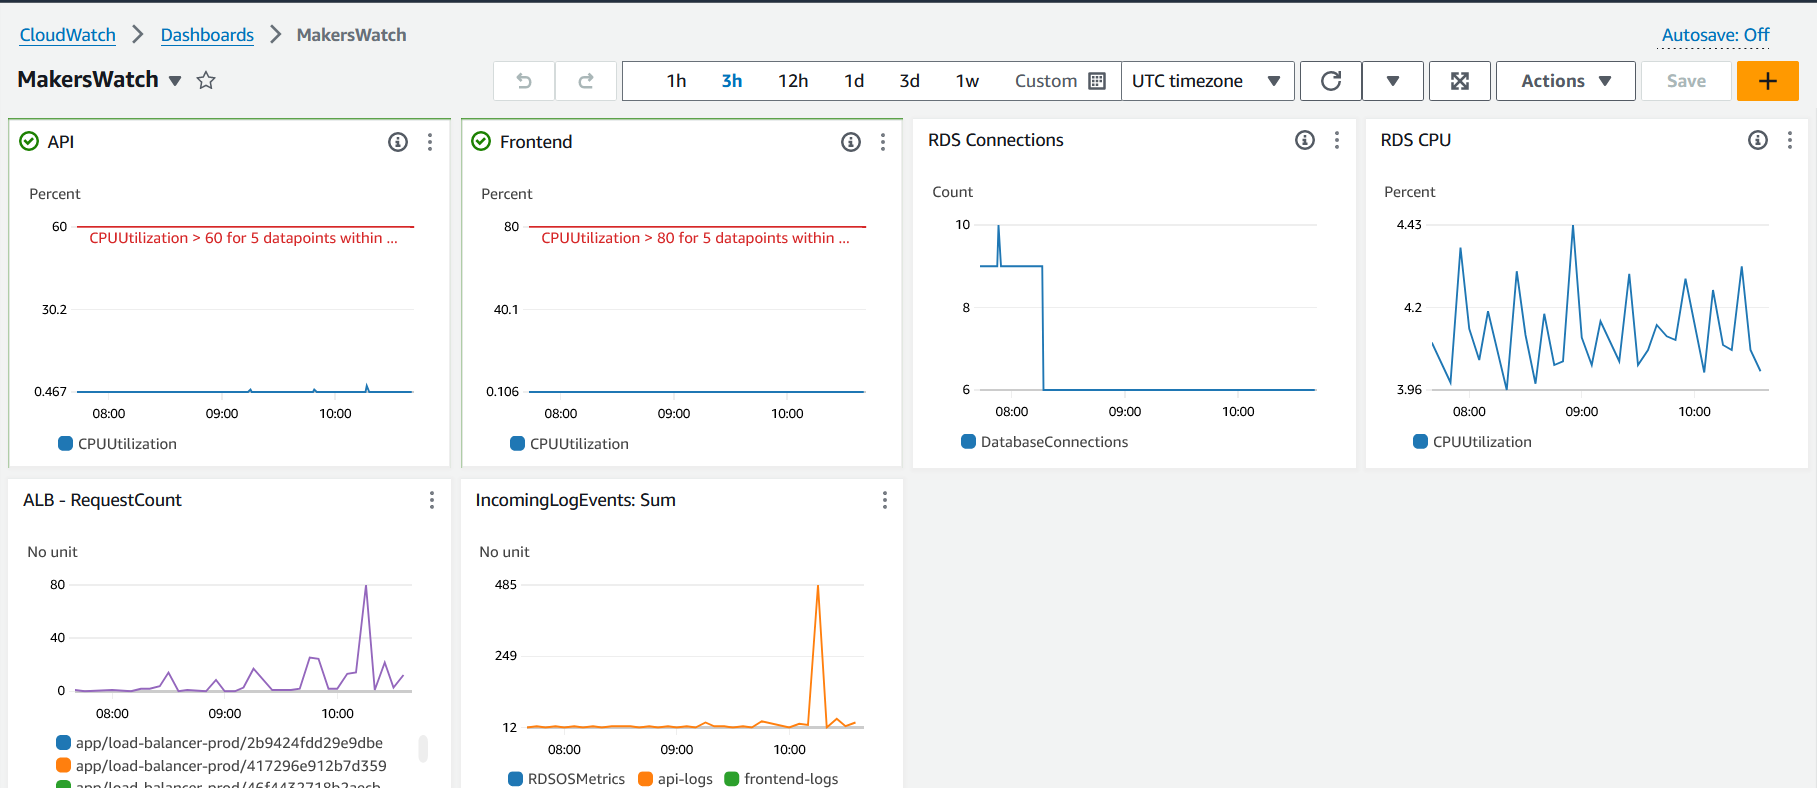 CloudWatch > Dashboards > MakersWatch
Autosave: Off
MakersWatch
1h 3h 12h 1d 3d 1w Custom UTC timezone Actions Save +
API
Percent
60
CPUUtilization > 60 for 5 datapoints within ...
30.2
0.467
08:00 09:00 10:00
CPUUtilization
Frontend
Percent
80
CPUUtilization > 80 for 5 datapoints within ...
40.1
0.106
08:00 09:00 10:00
CPUUtilization
RDS Connections
Count
10
8
6
08:00 09:00 10:00
DatabaseConnections
RDS CPU
Percent
4.43
4.2
3.96
08:00 09:00 10:00
CPUUtilization
ALB - RequestCount
No unit
80
40
0
08:00 09:00 10:00
app/load-balancer-prod/2b9424fdd29e9dbe
app/load-balancer-prod/417296e912b7d359
app/load-balancer-prod/46f4432718b2aecb
IncomingLogEvents: Sum
No unit
485
249
12
08:00 09:00 10:00
RDSOSMetrics api-logs frontend-logs